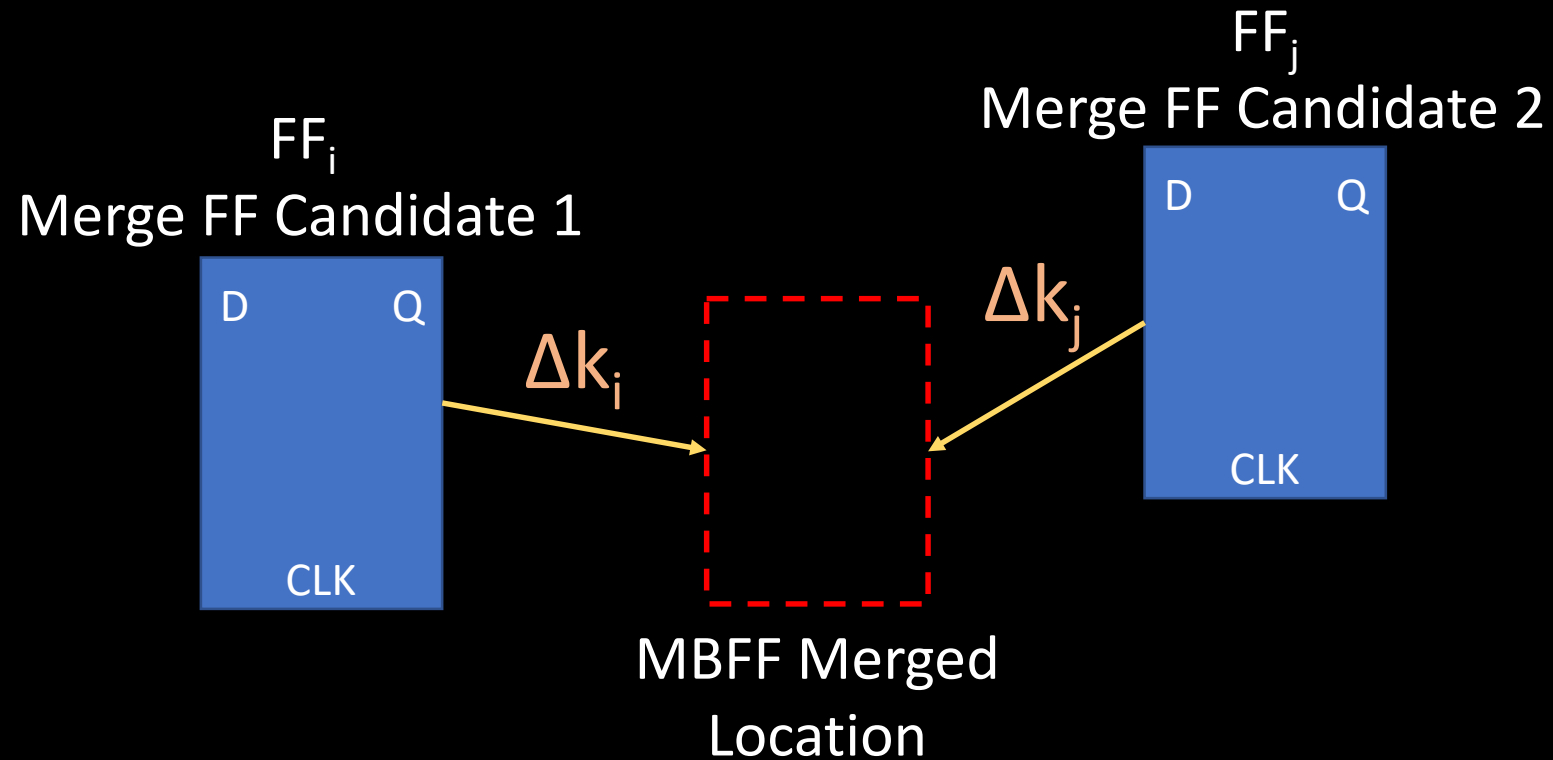 FFᵢ
Merge FF Candidate 1
D Q
CLK
Δkᵢ
FFⱼ
Merge FF Candidate 2
D Q
CLK
Δkⱼ
MBFF Merged
Location